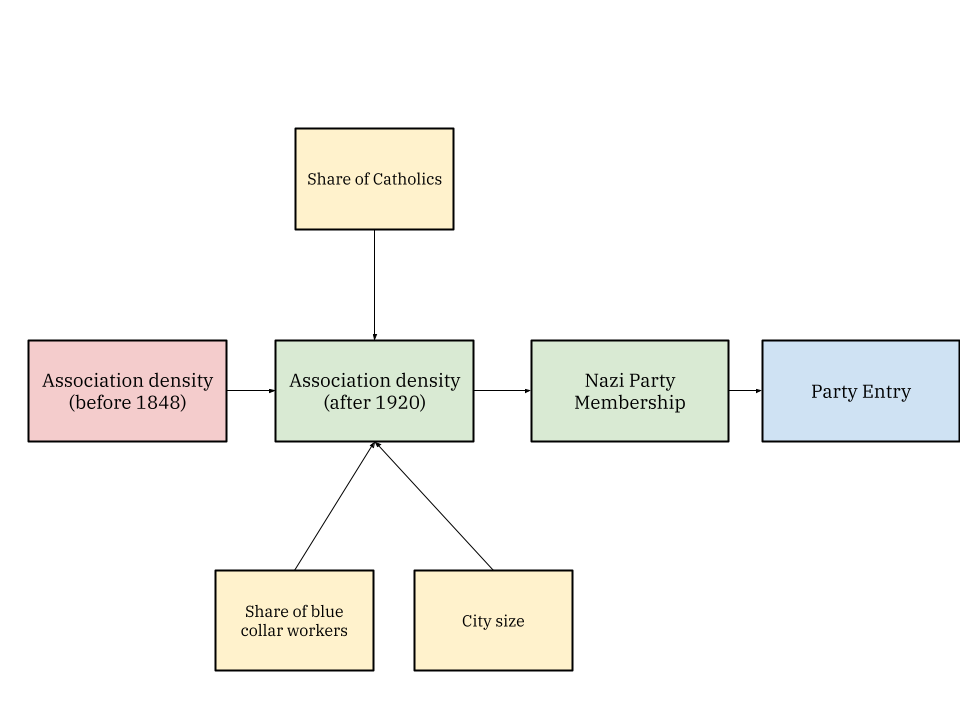 Share of Catholics
Association density
(before 1848)
Association density
(after 1920)
Nazi Party
Membership
Party Entry
Share of blue
collar workers
City size